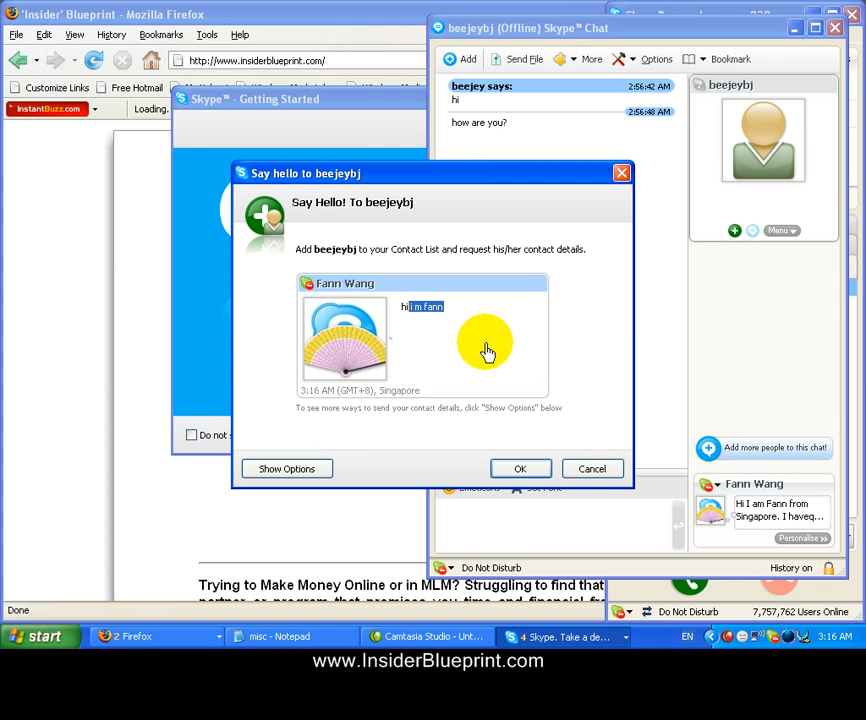 'Insider' Blueprint - Mozilla Firefox
File Edit View History Bookmarks Tools Help
http://www.insiderblueprint.com/
Customize Links Free Hotmail
InstantBuzz.com Loading.
Skype™ - Getting Started
Do not
beejeybj (Offline) Skype™ Chat
Add Send File More Options Bookmark
beejey says: 2:56:42 AM
hi
2:56:48 AM
how are you?
beejeybj
Menu
Add more people to this chat!
Fann Wang
Hi I am Fann from
Singapore. I haveq...
Personalise »
Say hello to beejeybj
Say Hello! To beejeybj
Add beejeybj to your Contact List and request his/her contact details.
Fann Wang
hi i m fann
3:16 AM (GMT+8), Singapore
To see more ways to send your contact details, click "Show Options" below
Show Options OK Cancel
Do Not Disturb History on
Trying to Make Money Online or in MLM? Struggling to find that
Done
Do Not Disturb 7,757,762 Users Online
start 2 Firefox misc - Notepad Camtasia Studio - Unt... 4 Skype. Take a de... EN 3:16 AM
www.InsiderBlueprint.com